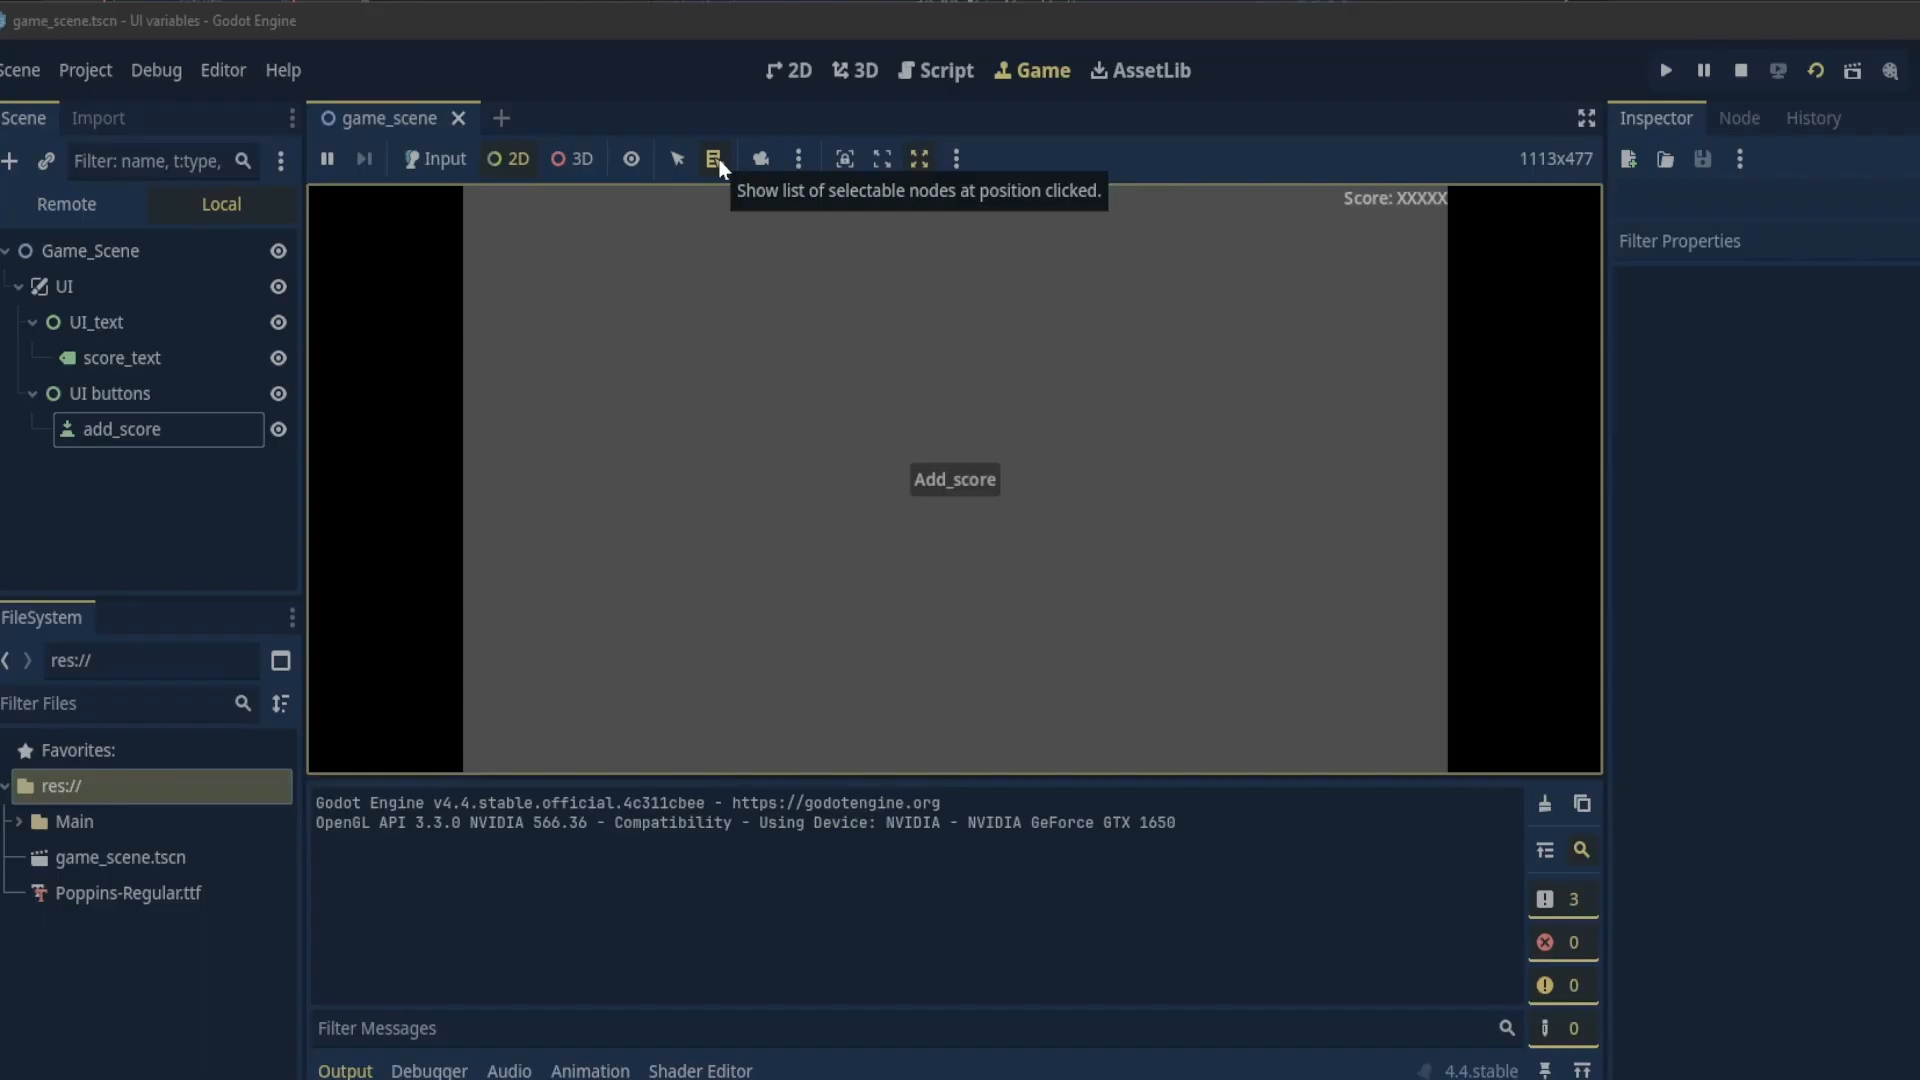 game_scene.tscn - UI variables - Godot Engine
Scene Project Debug Editor Help
2D 3D Script Game AssetLib
Scene Import
game_scene
Inspector Node History
Filter: name, t:type,
Input 2D 3D
1113x477
Show list of selectable nodes at position clicked.
Remote Local
Score: XXXXX
Filter Properties
Game_Scene
UI
UI_text
score_text
UI buttons
add_score
Add_score
FileSystem
res://
Filter Files
Favorites:
res://
Main
game_scene.tscn
Poppins-Regular.ttf
Godot Engine v4.4.stable.official.4c311cbee - https://godotengine.org
OpenGL API 3.3.0 NVIDIA 566.36 - Compatibility - Using Device: NVIDIA - NVIDIA GeForce GTX 1650
3
0
0
0
Filter Messages
Output Debugger Audio Animation Shader Editor
4.4.stable